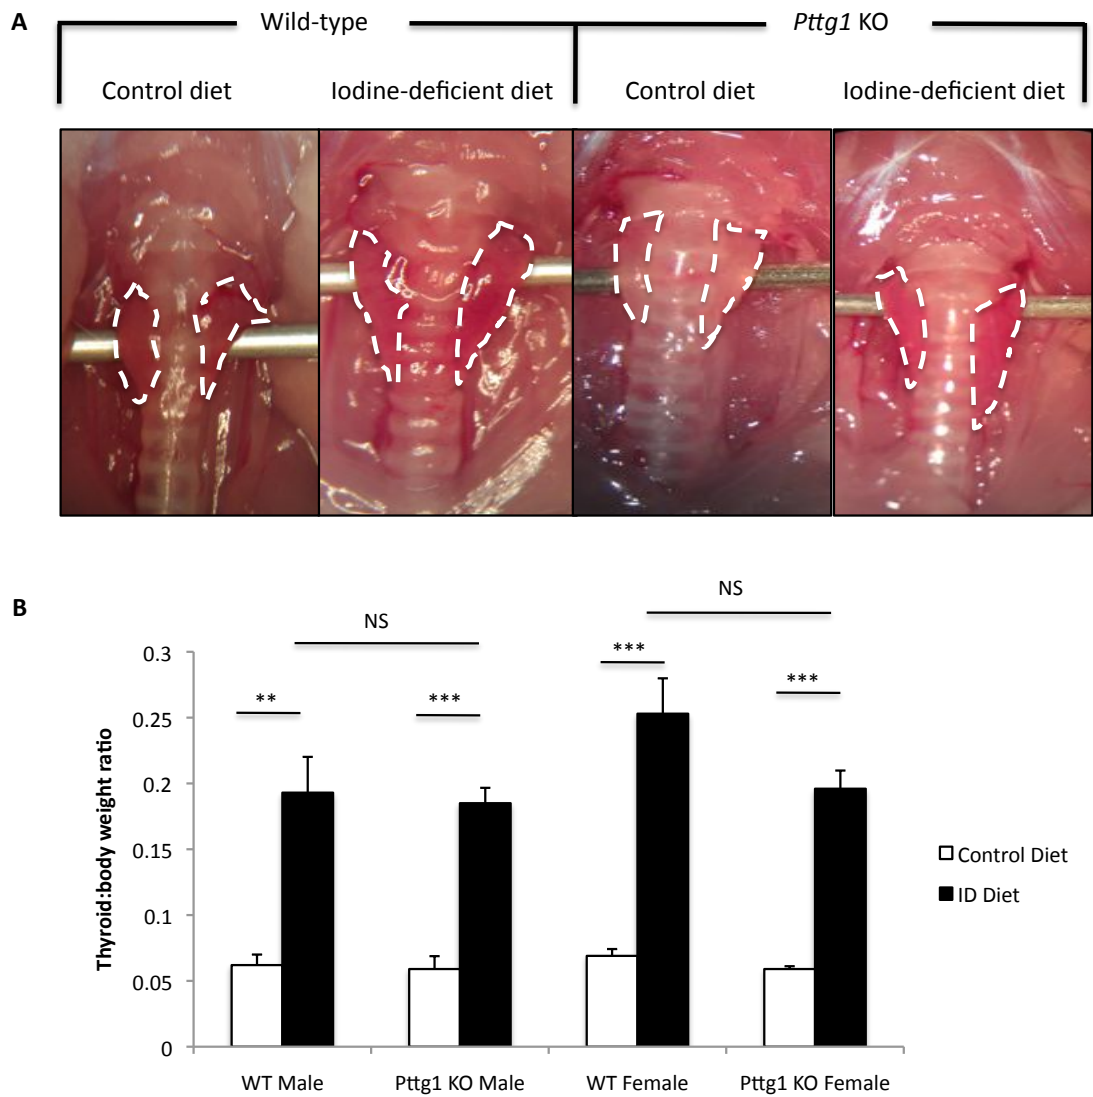 A
Wild-type
Pttg1 KO
Control diet
Iodine-deficient diet
Control diet
Iodine-deficient diet
B
NS
NS
**
***
***
***
Thyroid:body weight ratio
0.3
0.25
0.2
0.15
0.1
0.05
0
WT Male
Pttg1 KO Male
WT Female
Pttg1 KO Female
Control Diet
ID Diet